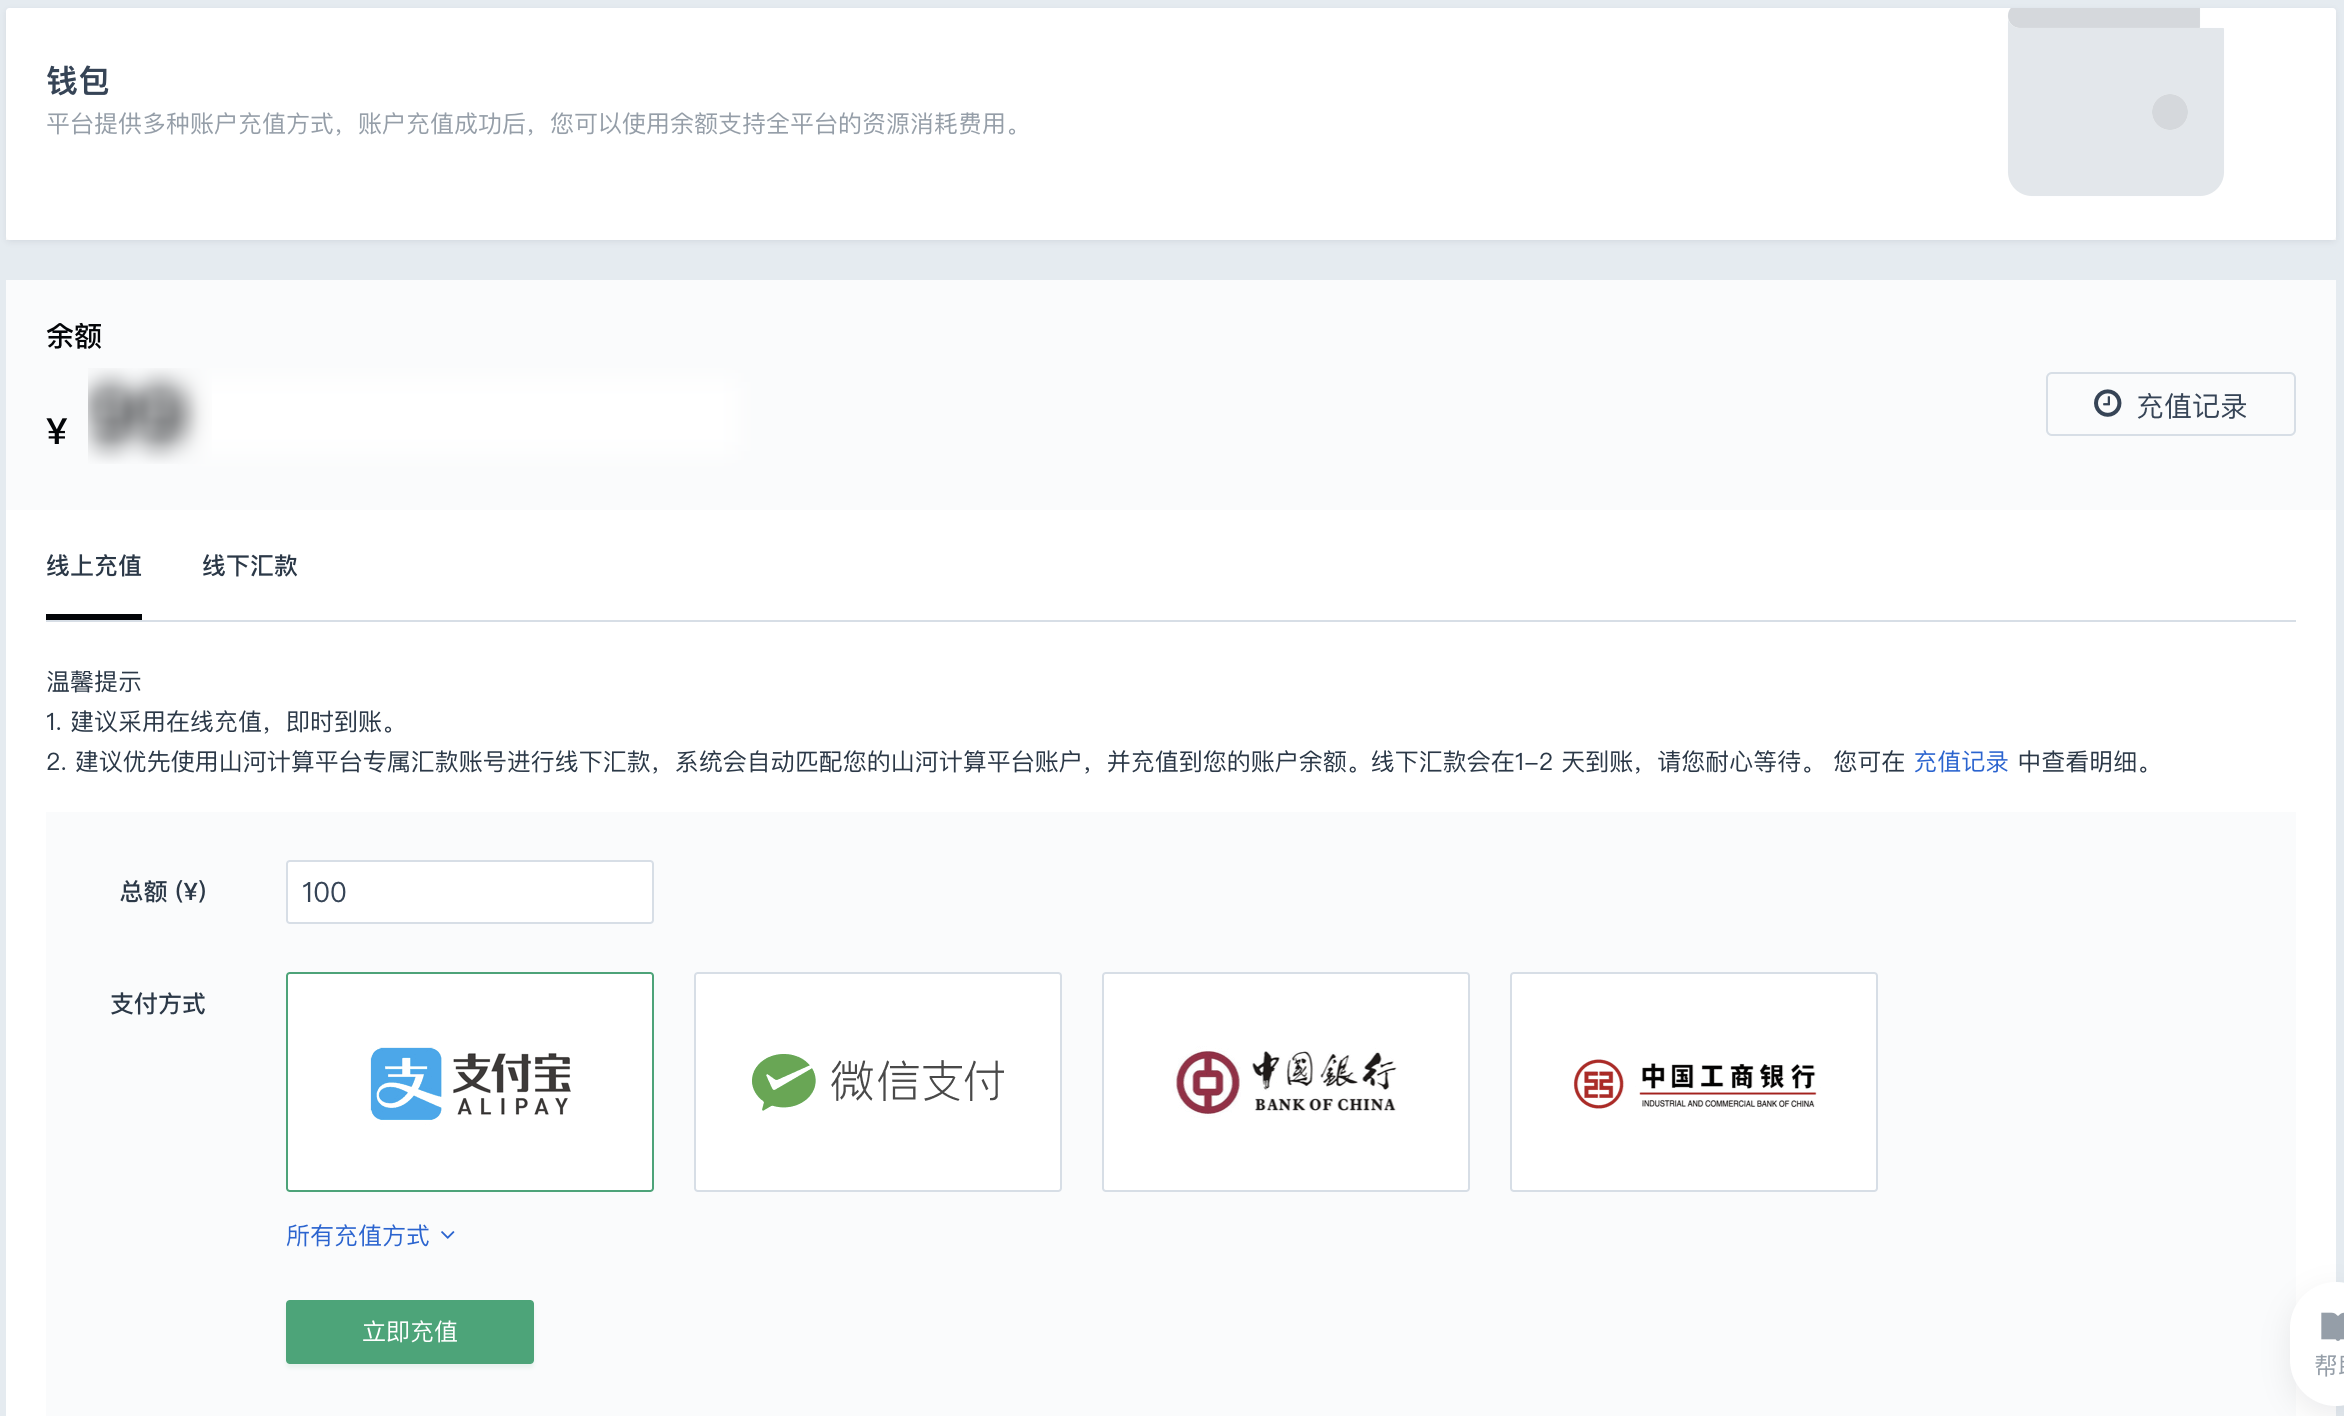 钱包
平台提供多种账户充值方式，账户充值成功后，您可以使用余额支持全平台的资源消耗费用。
余额
¥
充值记录
线上充值 线下汇款
温馨提示
1. 建议采用在线充值，即时到账。
2. 建议优先使用山河计算平台专属汇款账号进行线下汇款，系统会自动匹配您的山河计算平台账户，并充值到您的账户余额。线下汇款会在1-2 天到账，请您耐心等待。 您可在 充值记录 中查看明细。
总额 (¥) 100
支付方式
支 支付宝
ALIPAY
微信支付
中國銀行
BANK OF CHINA
中国工商银行
INDUSTRIAL AND COMMERCIAL BANK OF CHINA
所有充值方式
立即充值
帮